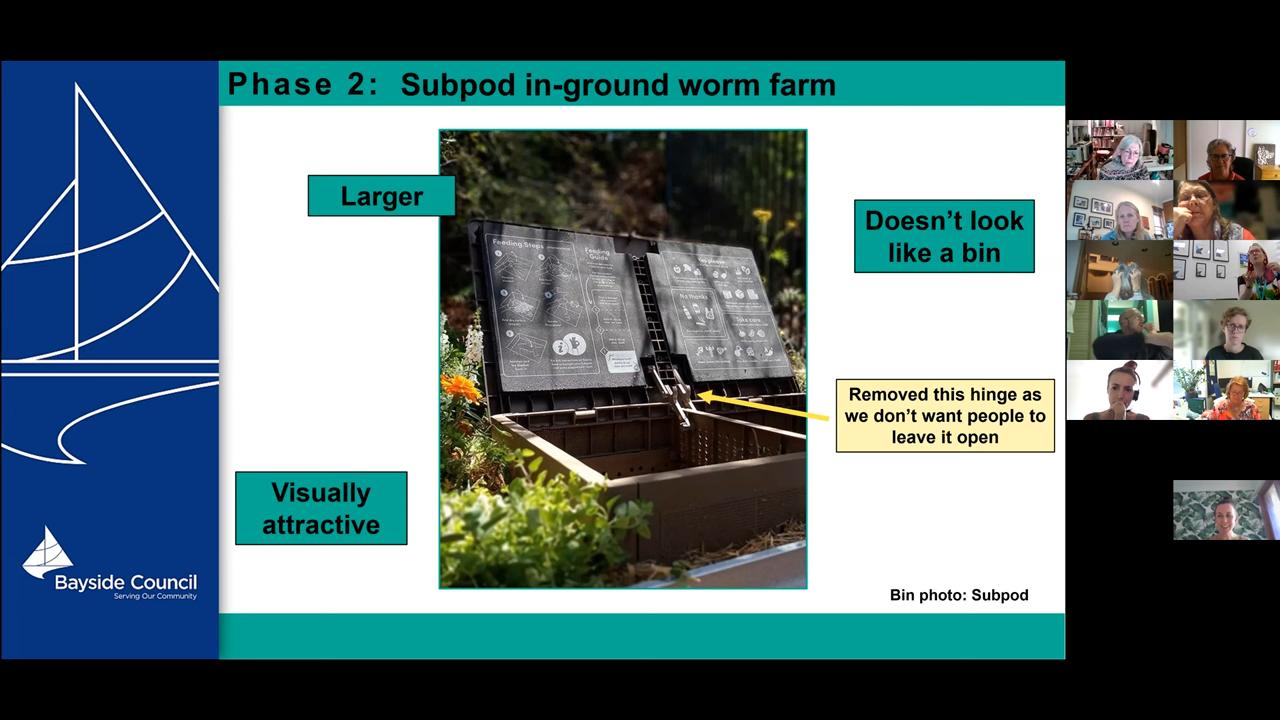 Phase 2: Subpod in-ground worm farm
Larger
Doesn’t look
like a bin
Feeding Steps
Feeding
Guide
No thanks
Take care
Removed this hinge as
we don’t want people to
leave it open
Visually
attractive
Bayside Council
Serving Our Community
Bin photo: Subpod